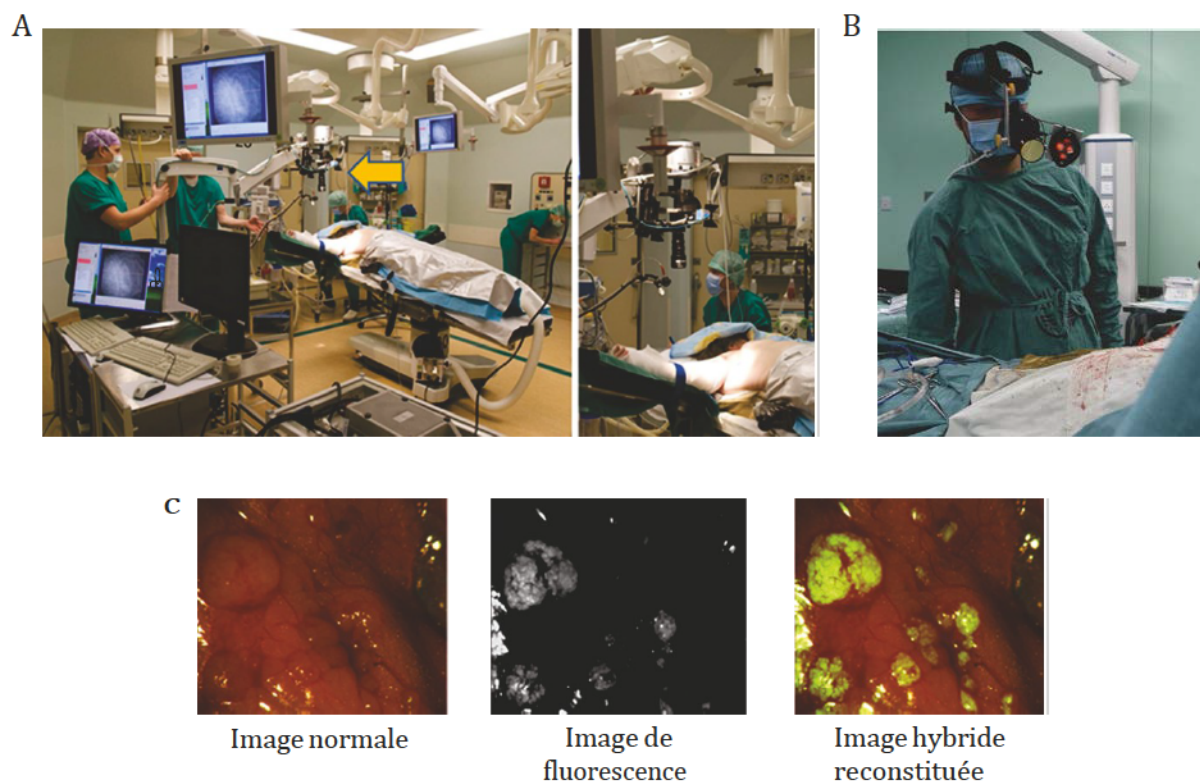 A
B
C
Image normale
Image de
fluorescence
Image hybride
reconstituée